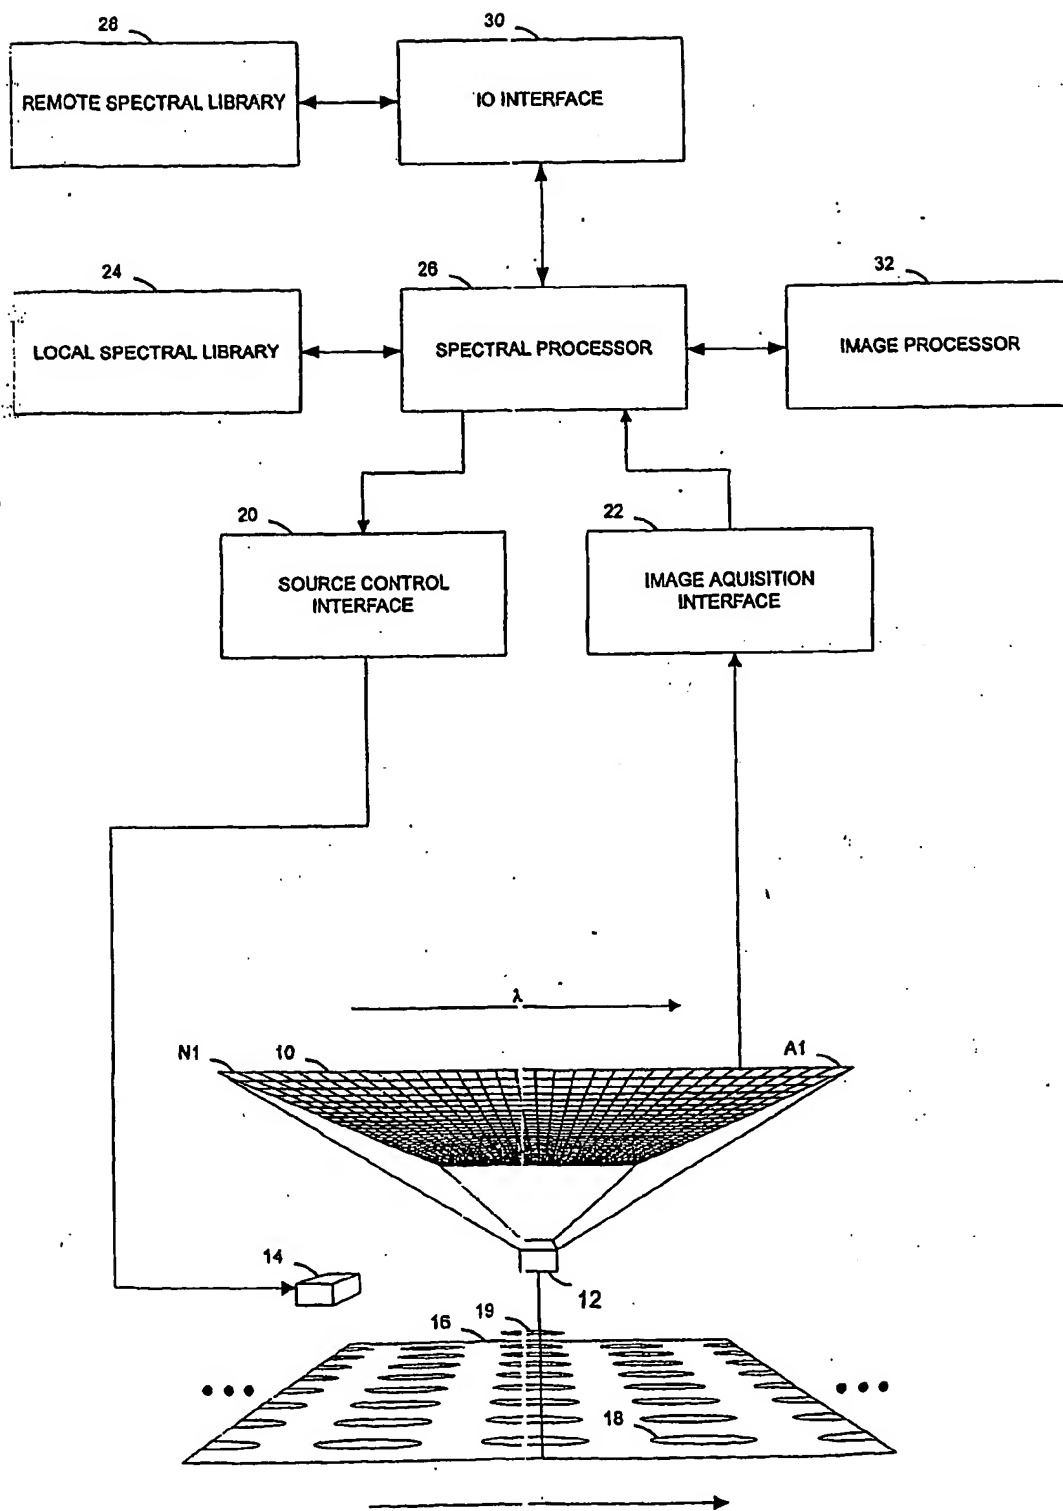 28
30
REMOTE SPECTRAL LIBRARY
IO INTERFACE
24
26
32
LOCAL SPECTRAL LIBRARY
SPECTRAL PROCESSOR
IMAGE PROCESSOR
20
22
SOURCE CONTROL
INTERFACE
IMAGE AQUISITION
INTERFACE
λ
N1
10
A1
14
12
19
16
18